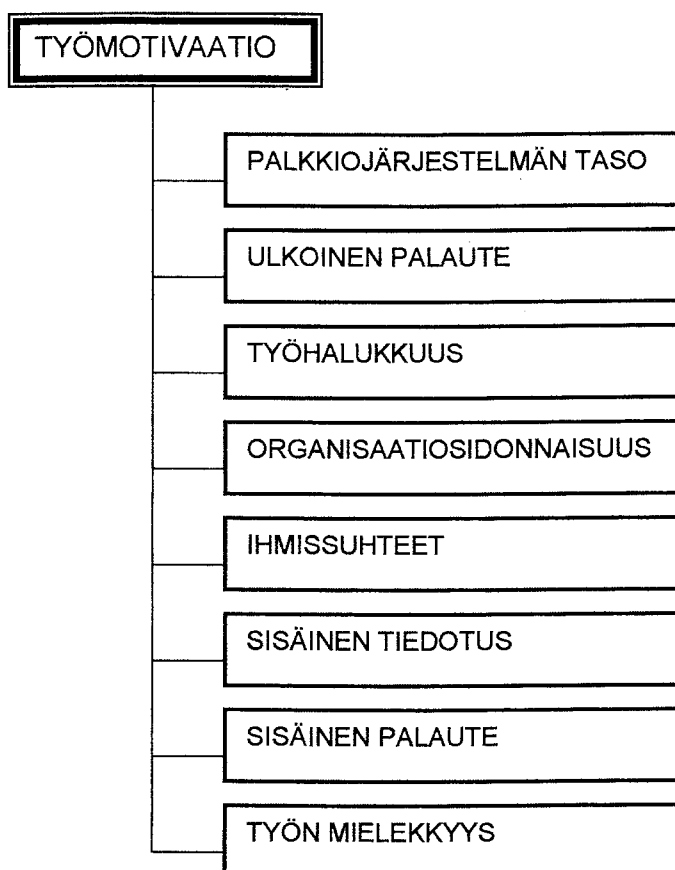 TYÖMOTIVAATIO
PALKKIOJÄRJESTELMÄN TASO
ULKOINEN PALAUTE
TYÖHALUKKUUS
ORGANISAATIOSIDONNAISUUS
IHMISSUHTEET
SISÄINEN TIEDOTUS
SISÄINEN PALAUTE
TYÖN MIELEKKYYS